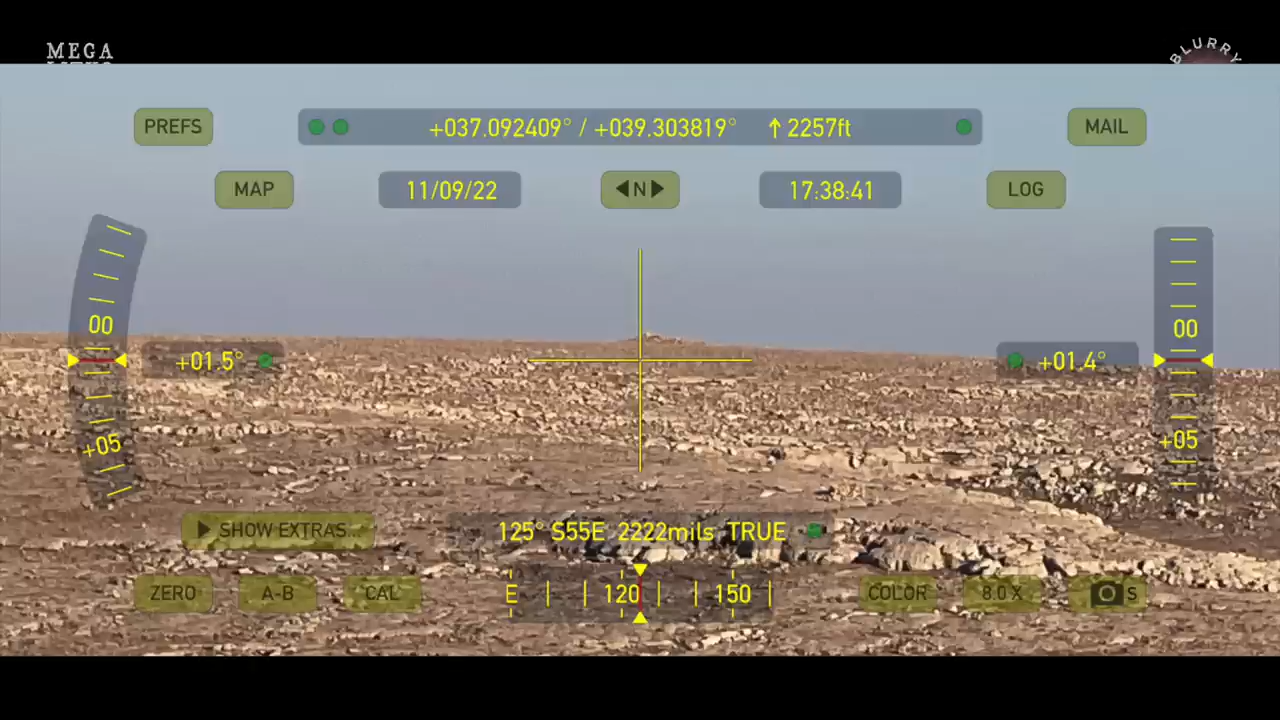 MEGA
BLURRY
PREFS
+037.092409° / +039.303819° ↑ 2257ft
MAIL
MAP
11/09/22
◀N▶
17:38:41
LOG
00
00
+01.5°
+01.4°
+05
+05
▶ SHOW EXTRAS...
125° S55E 2222mils TRUE
ZERO
A-B
CAL
E 120 150
COLOR
8.0 X
S